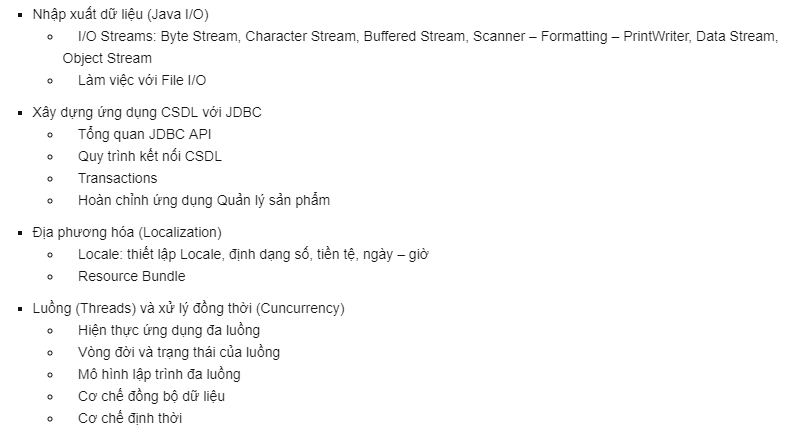 ▪ Nhập xuất dữ liệu (Java I/O)
∘ I/O Streams: Byte Stream, Character Stream, Buffered Stream, Scanner – Formatting – PrintWriter, Data Stream,
Object Stream
∘ Làm việc với File I/O
▪ Xây dựng ứng dụng CSDL với JDBC
∘ Tổng quan JDBC API
∘ Quy trình kết nối CSDL
∘ Transactions
∘ Hoàn chỉnh ứng dụng Quản lý sản phẩm
▪ Địa phương hóa (Localization)
∘ Locale: thiết lập Locale, định dạng số, tiền tệ, ngày – giờ
∘ Resource Bundle
▪ Luồng (Threads) và xử lý đồng thời (Cuncurrency)
∘ Hiện thực ứng dụng đa luồng
∘ Vòng đời và trạng thái của luồng
∘ Mô hình lập trình đa luồng
∘ Cơ chế đồng bộ dữ liệu
∘ Cơ chế định thời